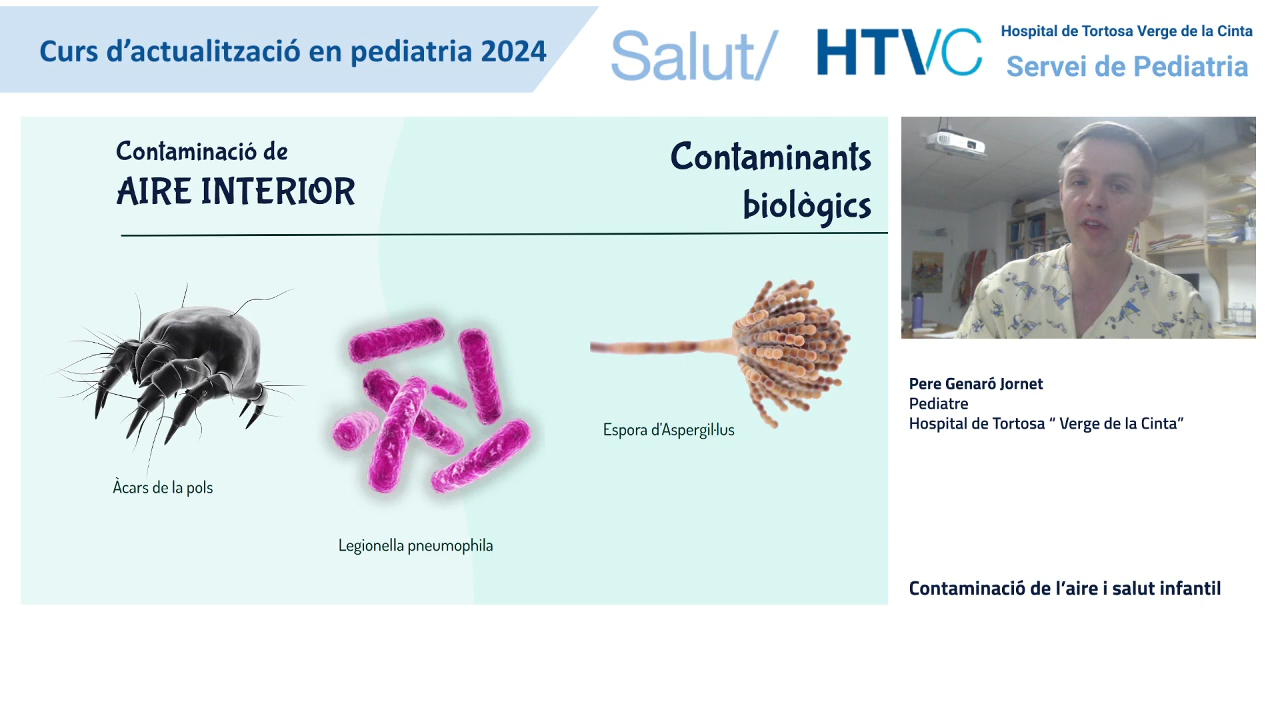 Curs d’actualització en pediatria 2024
Salut/
HTVC
Hospital de Tortosa Verge de la Cinta
Servei de Pediatria
Contaminació de
AIRE INTERIOR
Contaminants
biològics
Àcars de la pols
Legionella pneumophila
Espora d'Aspergil·lus
Pere Genaró Jornet
Pediatre
Hospital de Tortosa “ Verge de la Cinta”
Contaminació de l’aire i salut infantil